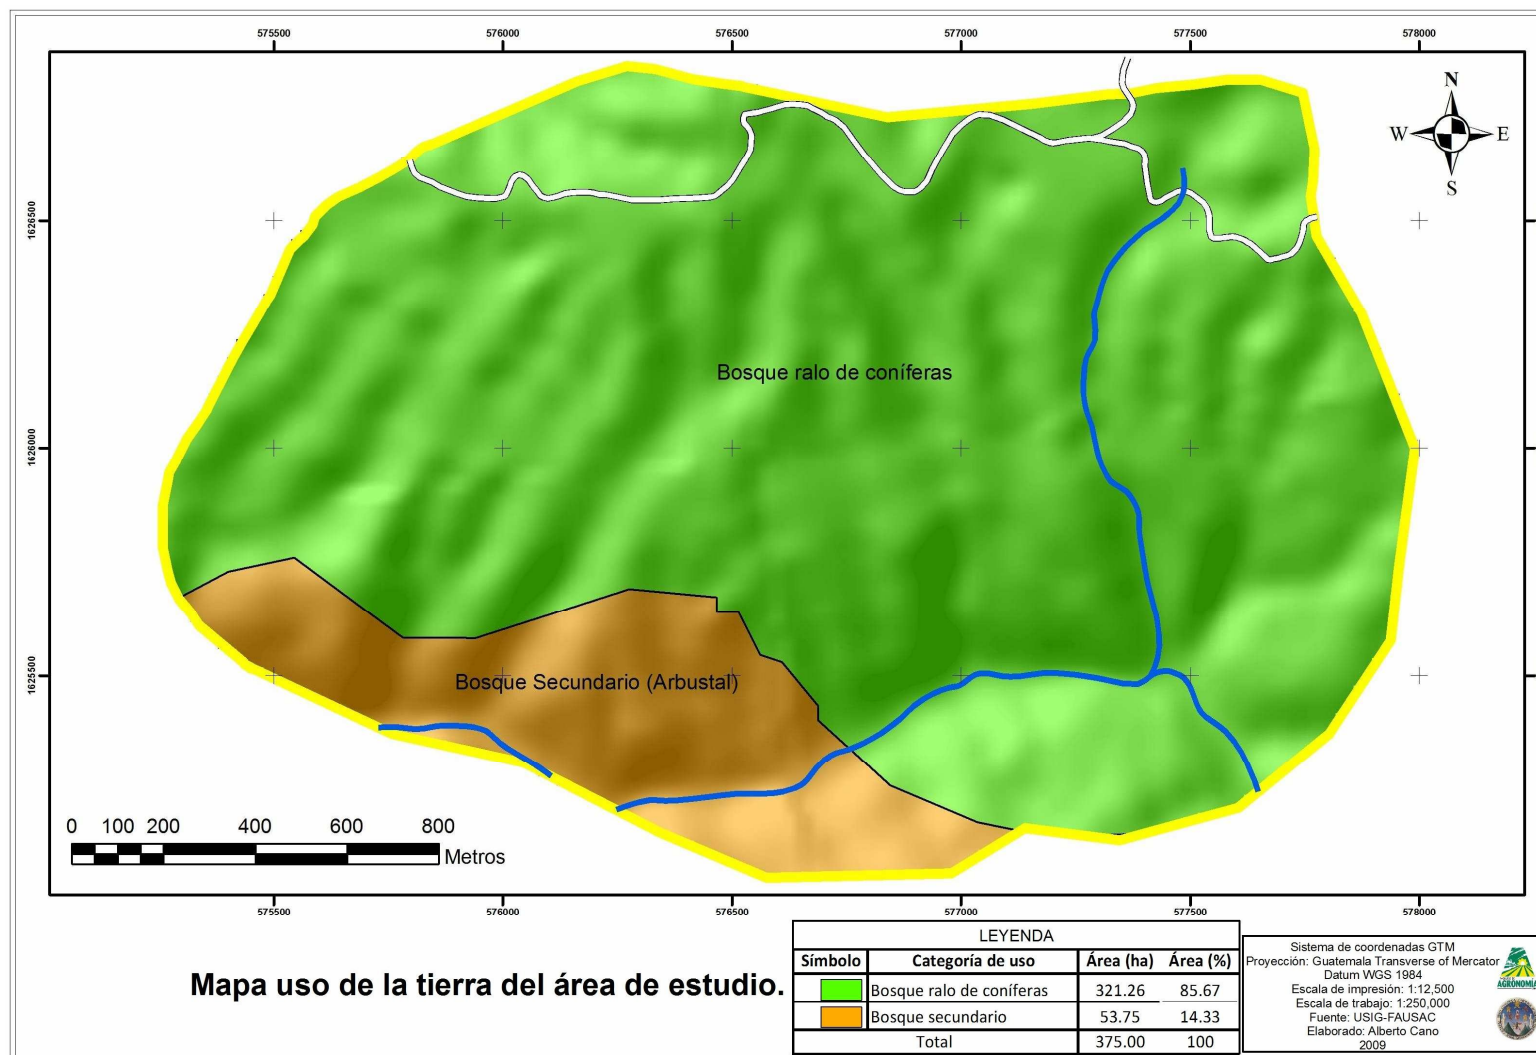 575500 576000 576500 577000 577500 578000
N
W E
S
1626500
1626000
1625500
Bosque ralo de coníferas
Bosque Secundario (Arbustal)
0 100 200 400 600 800
Metros
575500 576000 576500 577000 577500 578000
Mapa uso de la tierra del área de estudio.
LEYENDA
Símbolo Categoría de uso Área (ha) Área (%)
Bosque ralo de coníferas 321.26 85.67
Bosque secundario 53.75 14.33
Total 375.00 100
Sistema de coordenadas GTM
Proyección: Guatemala Transverse of Mercator
Datum WGS 1984
Escala de impresión: 1:12,500
Escala de trabajo: 1:250,000
Fuente: USIG-FAUSAC
Elaborado: Alberto Cano
2009
AGRONOMÍA